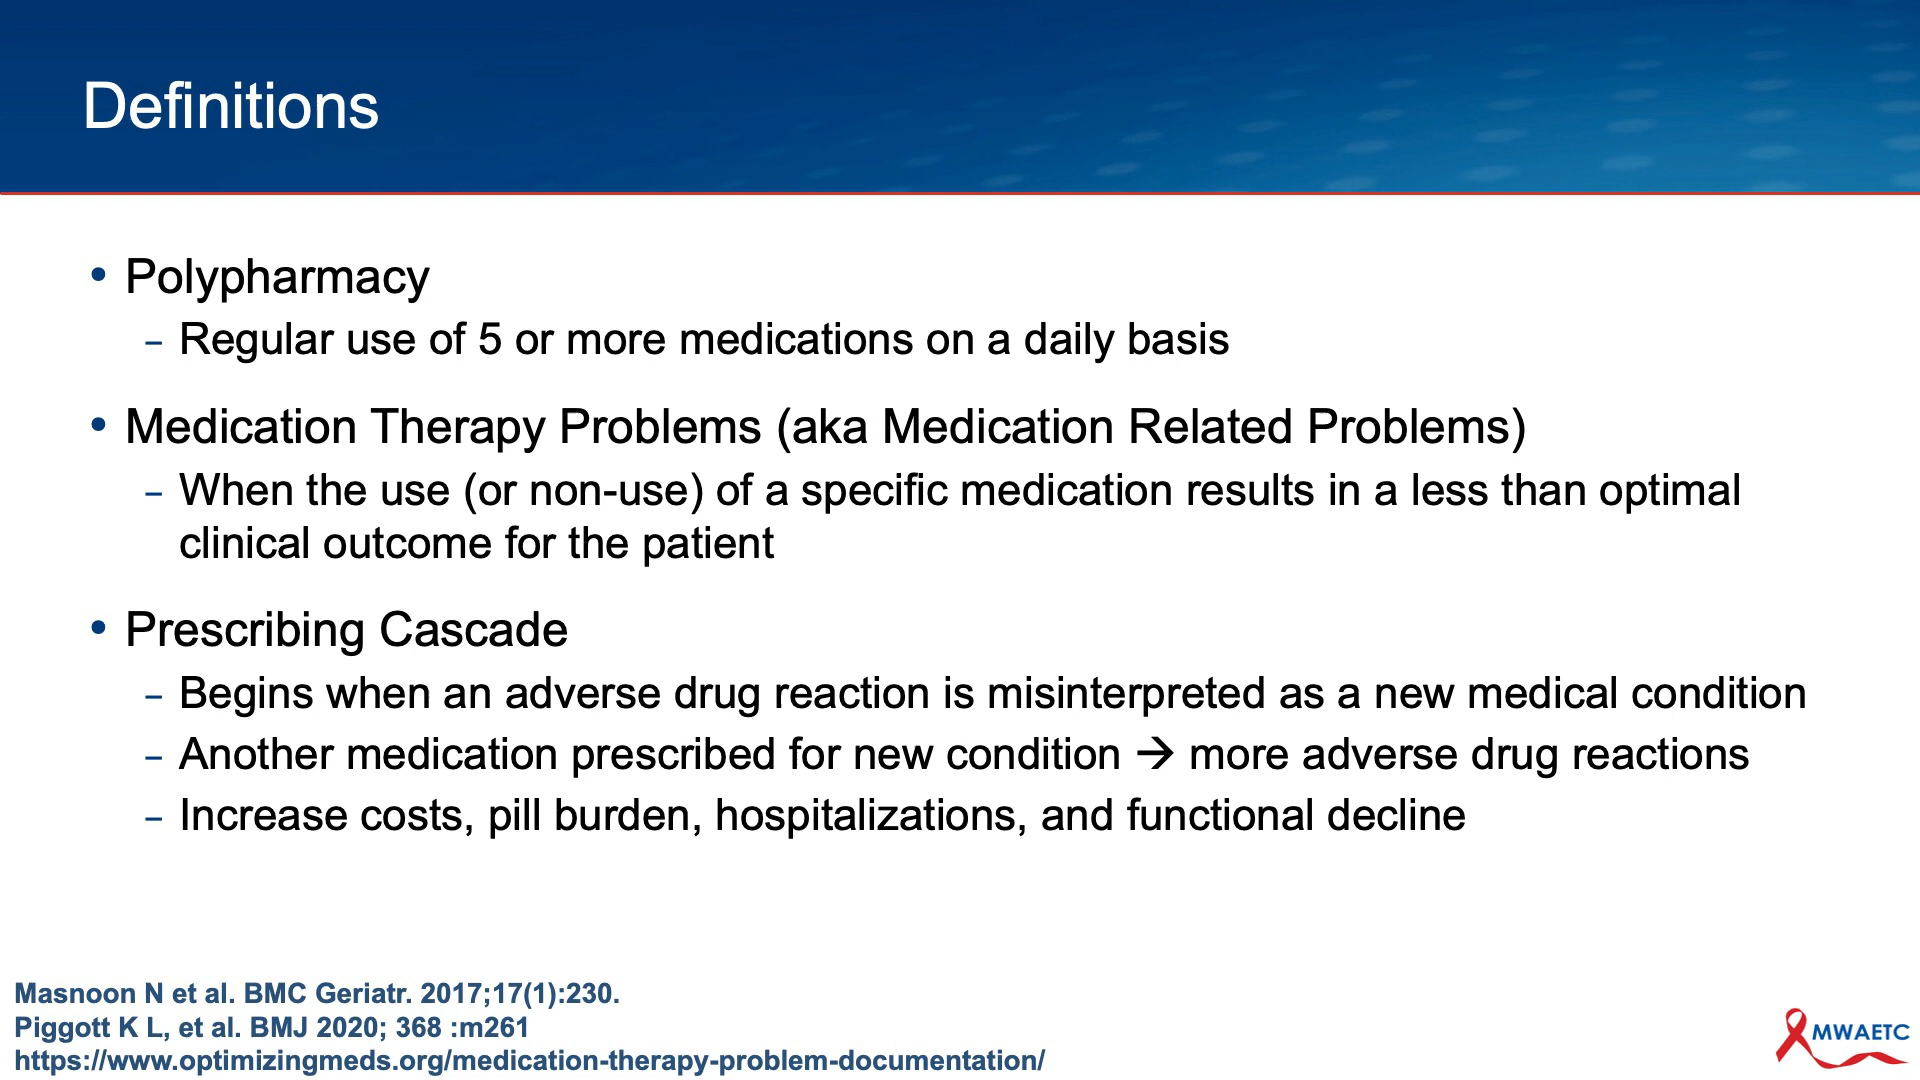 Definitions
• Polypharmacy
– Regular use of 5 or more medications on a daily basis
• Medication Therapy Problems (aka Medication Related Problems)
– When the use (or non-use) of a specific medication results in a less than optimal
clinical outcome for the patient
• Prescribing Cascade
– Begins when an adverse drug reaction is misinterpreted as a new medical condition
– Another medication prescribed for new condition → more adverse drug reactions
– Increase costs, pill burden, hospitalizations, and functional decline
Masnoon N et al. BMC Geriatr. 2017;17(1):230.
Piggott K L, et al. BMJ 2020; 368 :m261
https://www.optimizingmeds.org/medication-therapy-problem-documentation/
MWAETC